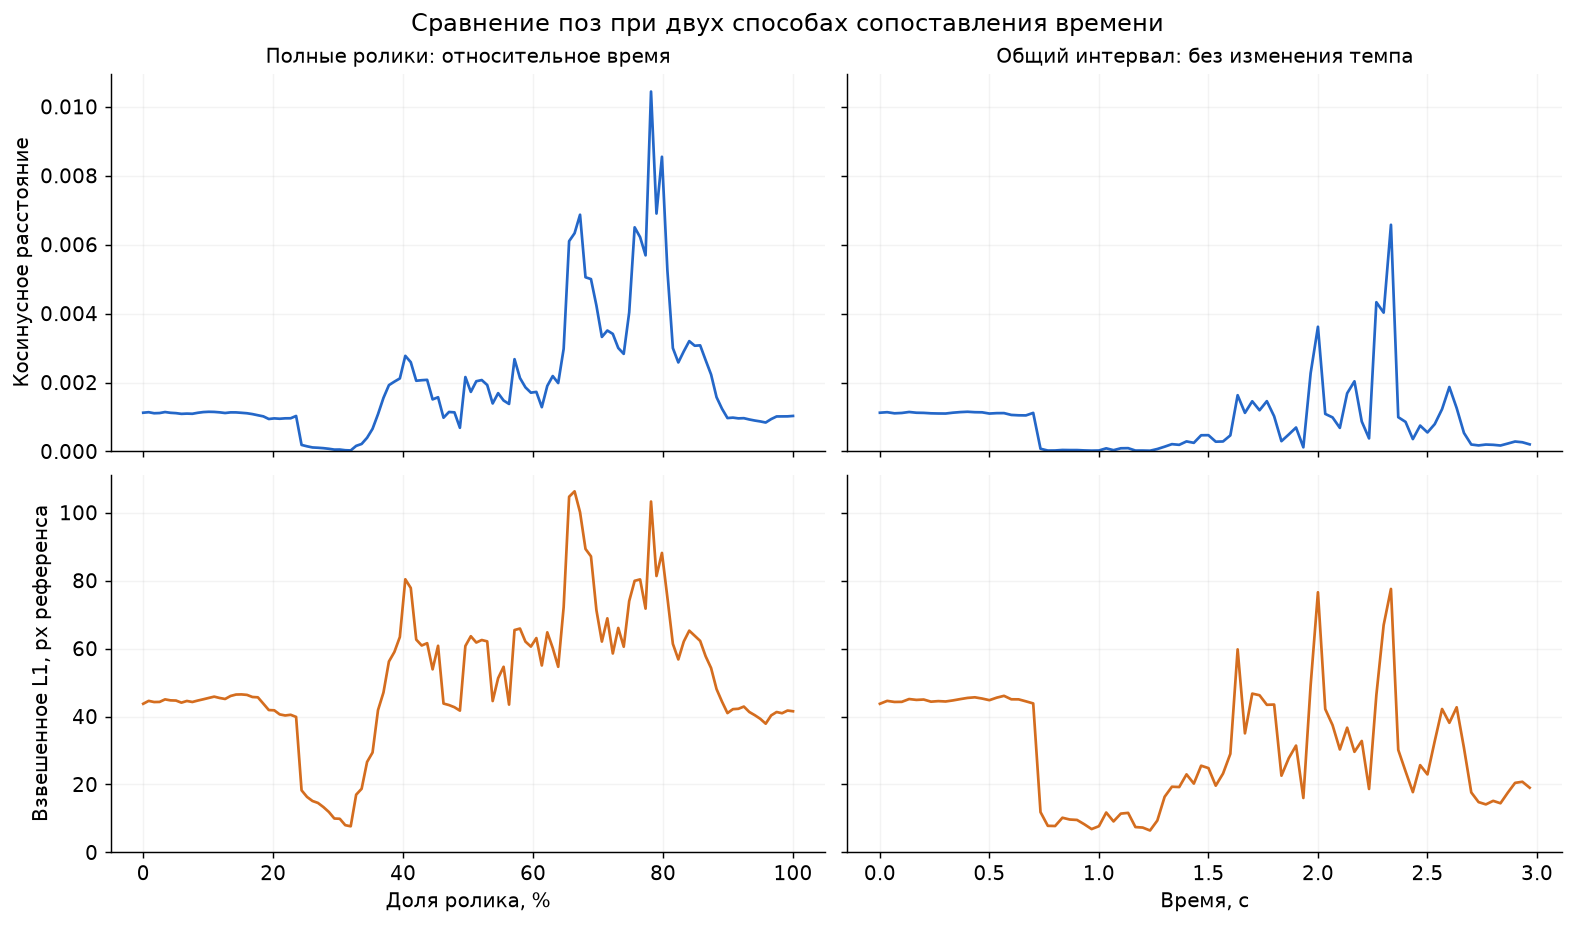 Сравнение поз при двух способах сопоставления времени
Полные ролики: относительное время
Общий интервал: без изменения темпа
Косинусное расстояние
0.010
0.008
0.006
0.004
0.002
0.000
Взвешенное L1, px референса
100
80
60
40
20
0
0 20 40 60 80 100
Доля ролика, %
0.0 0.5 1.0 1.5 2.0 2.5 3.0
Время, с